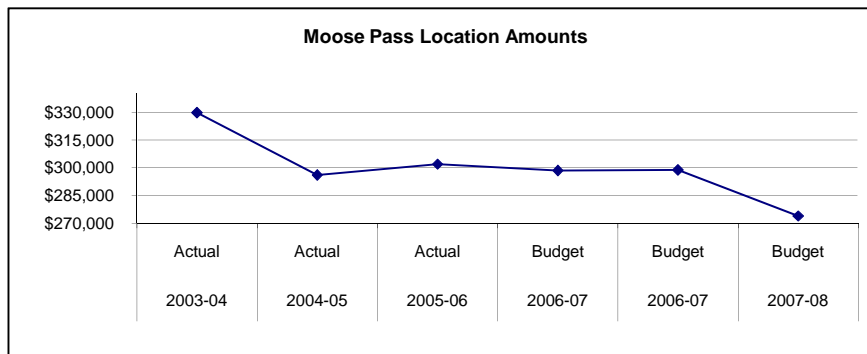 Moose Pass Location Amounts
$330,000
$315,000
$300,000
$285,000
$270,000
Actual Actual Actual Budget Budget Budget
2003-04 2004-05 2005-06 2006-07 2006-07 2007-08